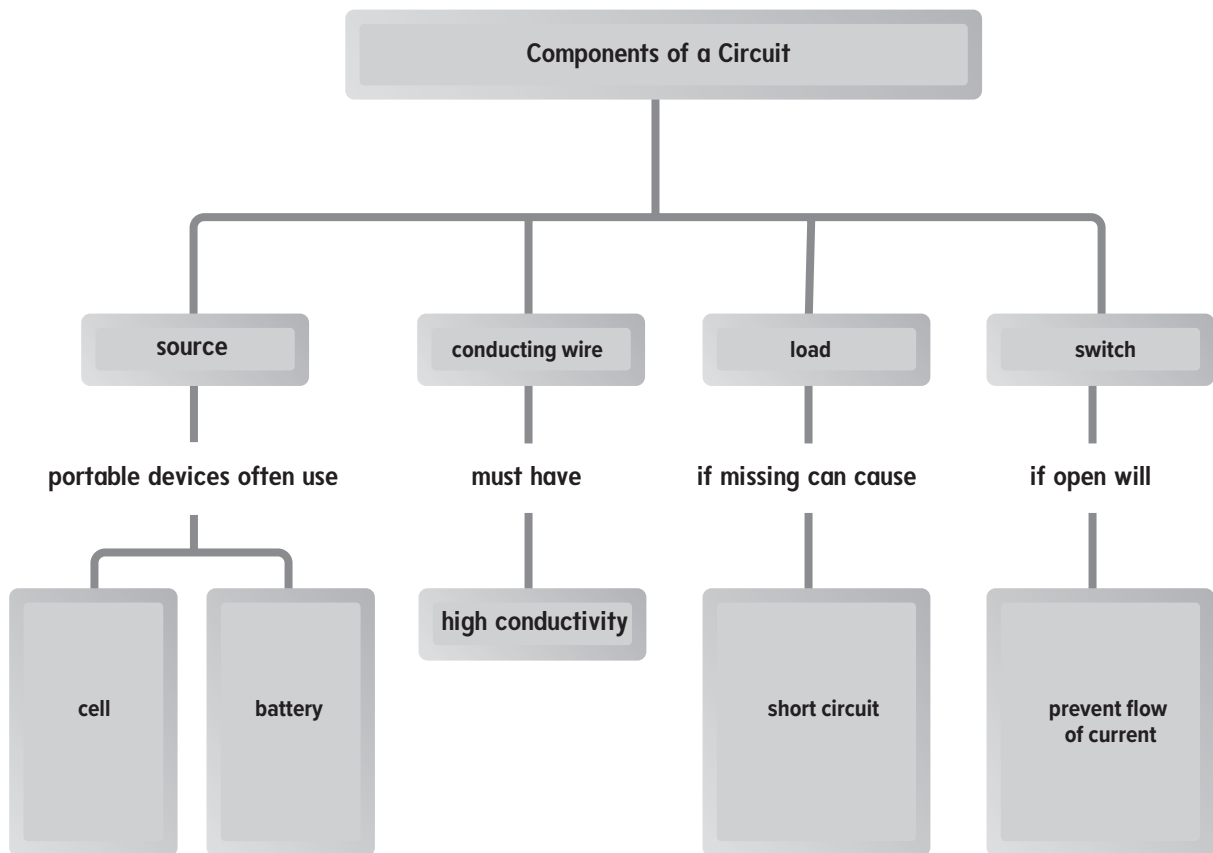 Components of a Circuit
source
conducting wire
load
switch
portable devices often use
must have
if missing can cause
if open will
cell
battery
high conductivity
short circuit
prevent flow
of current